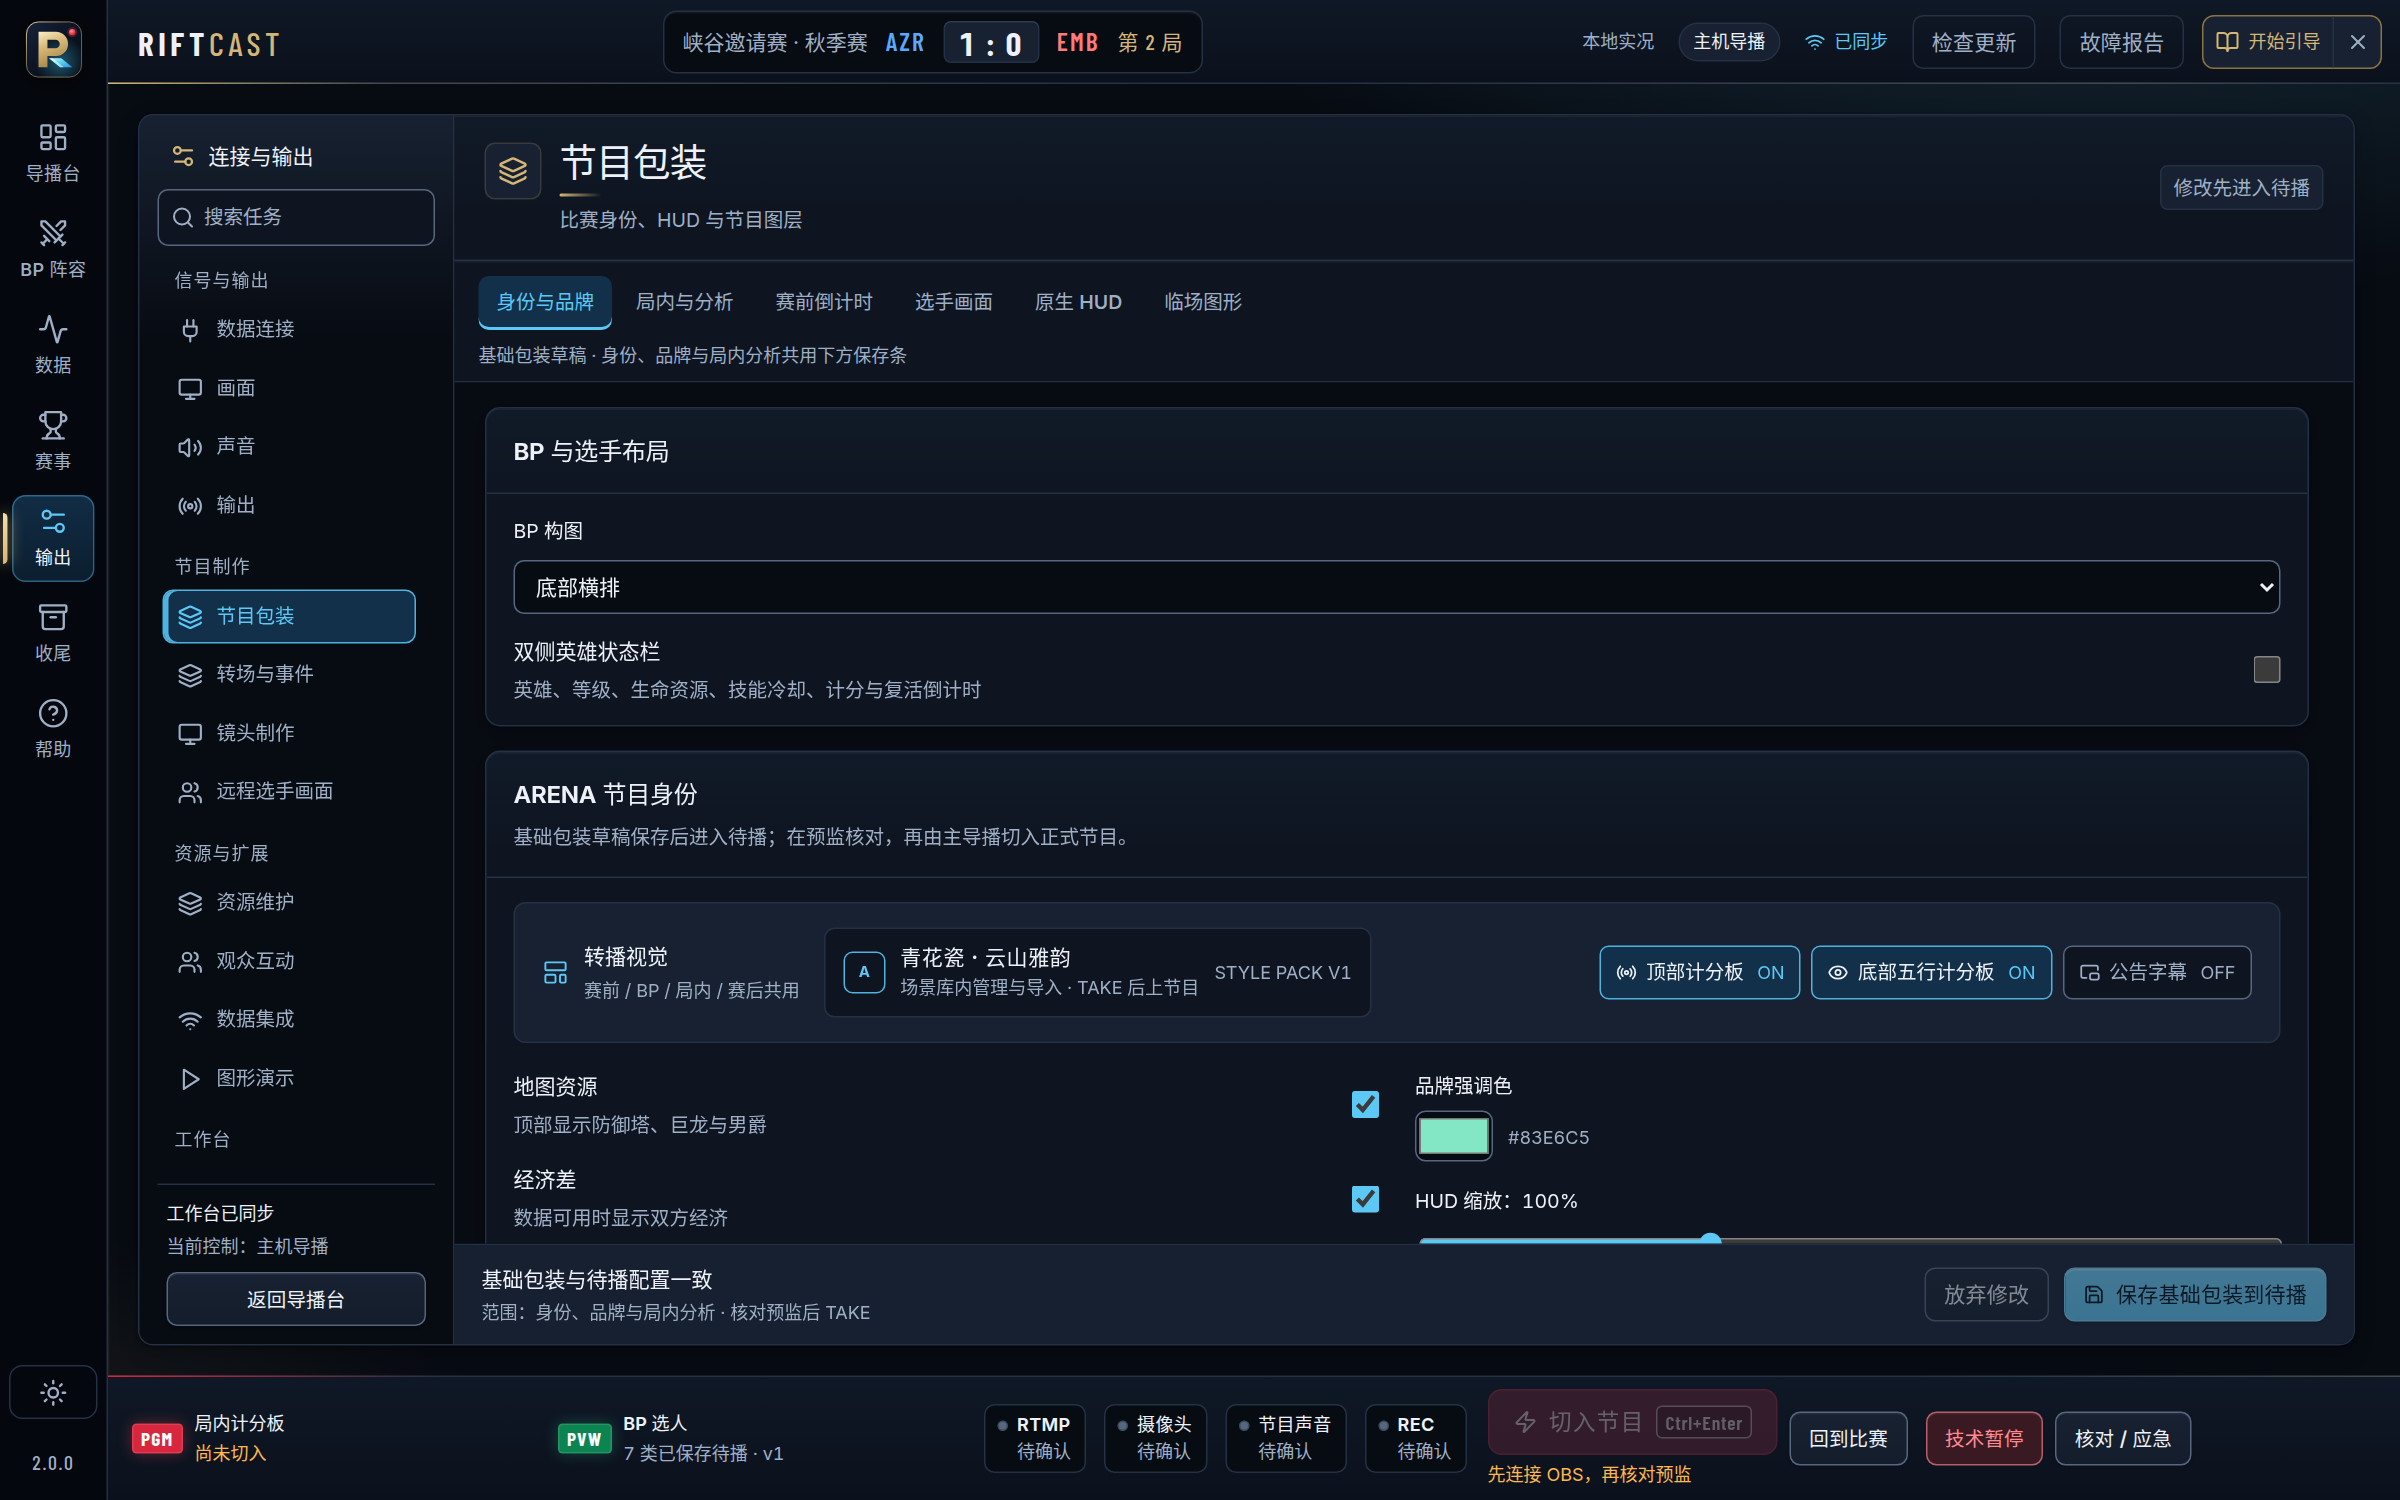 RIFTCAST
峡谷邀请赛 · 秋季赛 AZR 1 : 0 EMB 第 2 局
本地实况
主机导播
已同步
检查更新
故障报告
开始引导
导播台
BP 阵容
数据
赛事
输出
收尾
帮助
2.0.0
连接与输出
搜索任务
信号与输出
数据连接
画面
声音
输出
节目制作
节目包装
转场与事件
镜头制作
远程选手画面
资源与扩展
资源维护
观众互动
数据集成
图形演示
工作台
工作台已同步
当前控制：主机导播
返回导播台
节目包装
比赛身份、HUD 与节目图层
修改先进入待播
身份与品牌
局内与分析
赛前倒计时
选手画面
原生 HUD
临场图形
基础包装草稿 · 身份、品牌与局内分析共用下方保存条
BP 与选手布局
BP 构图
底部横排
双侧英雄状态栏
英雄、等级、生命资源、技能冷却、计分与复活倒计时
ARENA 节目身份
基础包装草稿保存后进入待播；在预监核对，再由主导播切入正式节目。
转播视觉
赛前 / BP / 局内 / 赛后共用
A
青花瓷 · 云山雅韵
场景库内管理与导入 · TAKE 后上节目
STYLE PACK V1
顶部计分板 ON
底部五行计分板 ON
公告字幕 OFF
地图资源
顶部显示防御塔、巨龙与男爵
经济差
数据可用时显示双方经济
品牌强调色
#83E6C5
HUD 缩放：100%
基础包装与待播配置一致
范围：身份、品牌与局内分析 · 核对预监后 TAKE
放弃修改
保存基础包装到待播
PGM
局内计分板
尚未切入
PVW
BP 选人
7 类已保存待播 · v1
RTMP
待确认
摄像头
待确认
节目声音
待确认
REC
待确认
切入节目 Ctrl+Enter
先连接 OBS，再核对预监
回到比赛
技术暂停
核对 / 应急